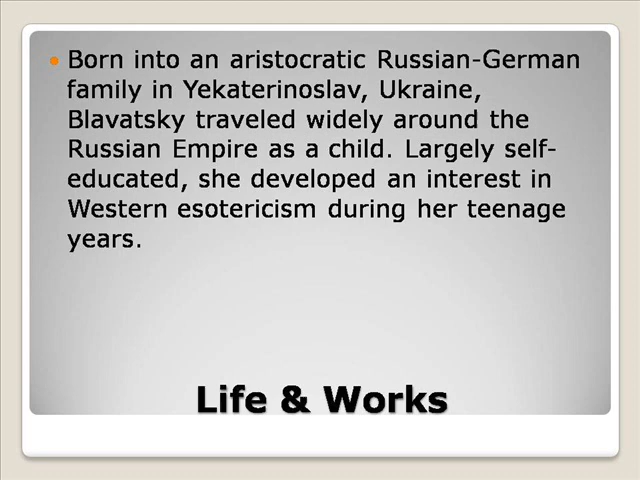 Born into an aristocratic Russian-German
family in Yekaterinoslav, Ukraine,
Blavatsky traveled widely around the
Russian Empire as a child. Largely self-
educated, she developed an interest in
Western esotericism during her teenage
years.
Life & Works